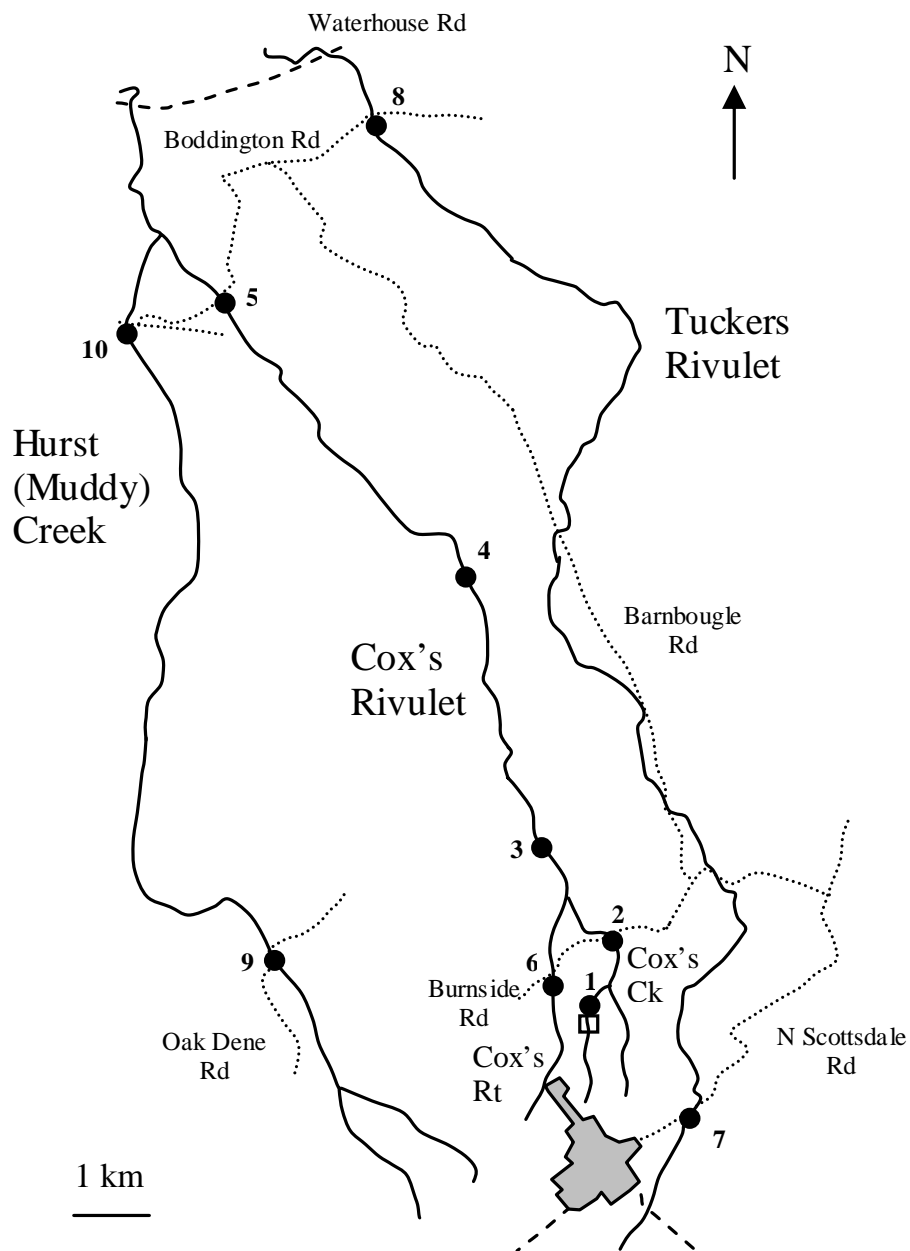 Waterhouse Rd
N
8
Boddington Rd
5
10
Tuckers
Rivulet
Hurst
(Muddy)
Creek
4
Barnbougle
Rd
Cox's
Rivulet
3
2
9
6
1
Cox's
Ck
Burnside
Rd
Oak Dene
Rd
N Scottsdale
Rd
Cox's
Rt
7
1 km